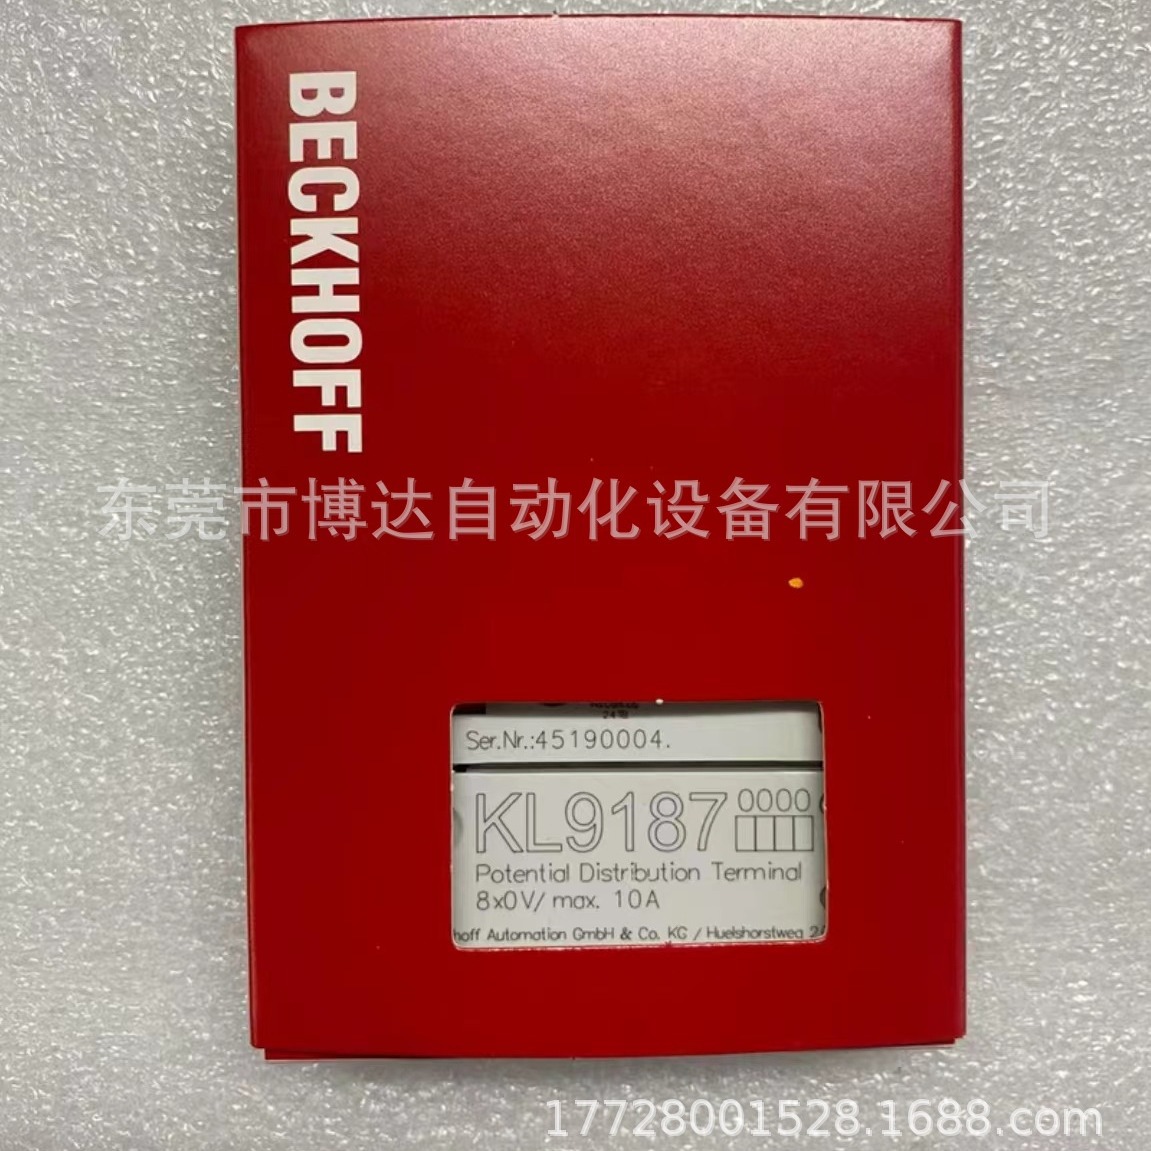 BECKHOFF
东莞市博达自动化设备有限公司
Ser.Nr.:45190004.
KL9187 0000
Potential Distribution Terminal
8x0V/ max. 10A
hoff Automation GmbH & Co. KG / Huelshorstweg 2
17728001528.1688.com